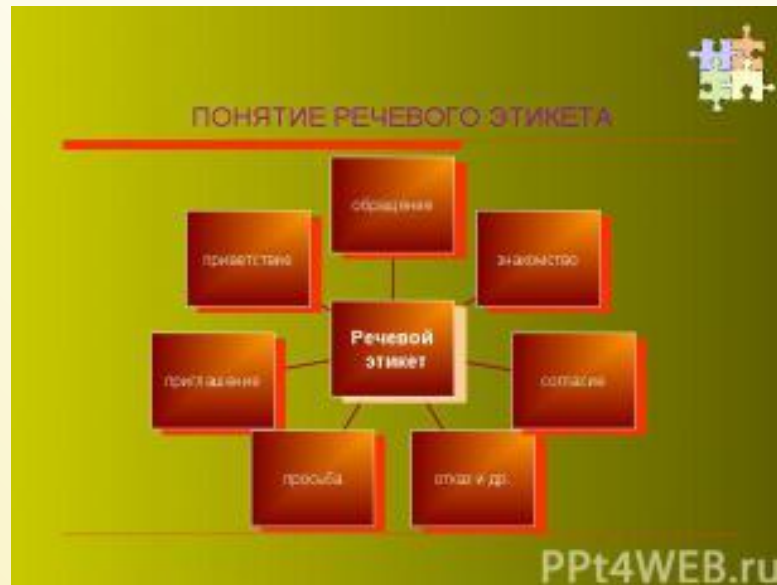 ПОНЯТИЕ РЕЧЕВОГО ЭТИКЕТА
обращение
приветствие
знакомство
Речевой
этикет
приглашение
согласие
просьба
отказ и др.
PPt4WEB.ru